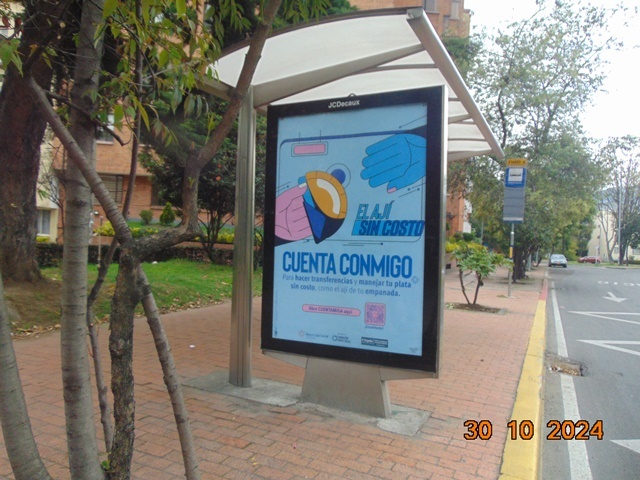 JCDecaux
EL AJÍ
SIN COSTO
CUENTA CONMIGO
Para hacer transferencias y manejar tu plata
sin costo, como el ají de tu empanada.
30 10 2024